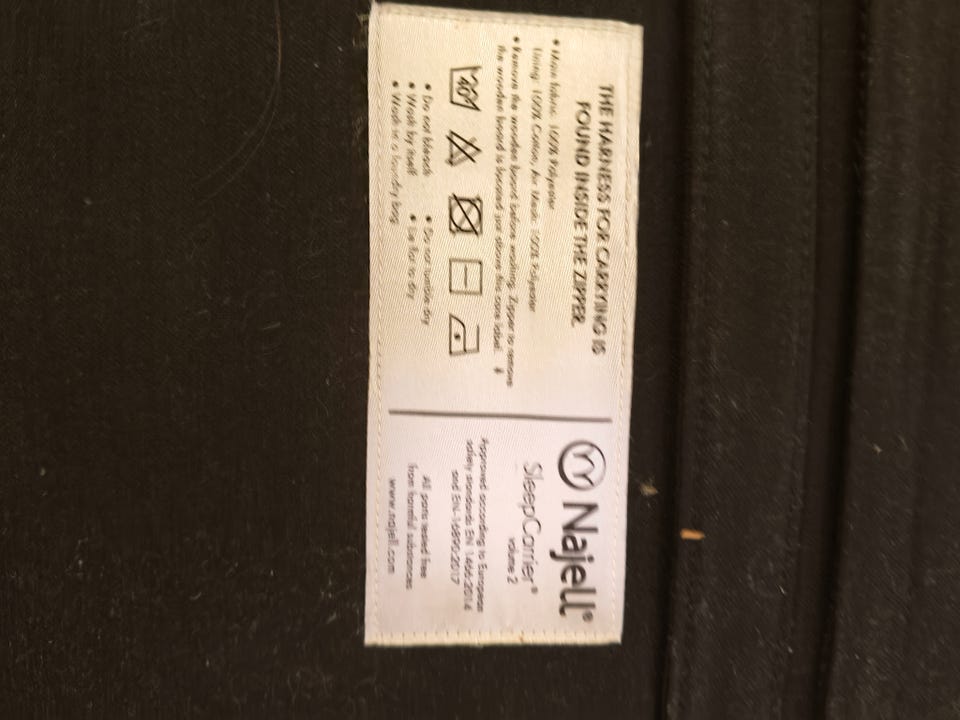 THE HARNESS FOR CARRYING IS
FOUND INSIDE THE ZIPPER.
• Main fabric: 100% Polyester
Lining: 100% Cotton, Air Mesh: 100% Polyester
• Remove the wooden board before washing. Zipper to remove
the wooden board is located just above this care label.
40°
• Do not bleach
• Wash by itself
• Wash in a laundry bag
• Do not tumble dry
• Lie flat to dry
Najell®
SleepCarrier®
volume 2
Approved according to European
safety standards EN 1466:2014
and EN-16890:2017
All parts tested free
from harmful substances
www.najell.com